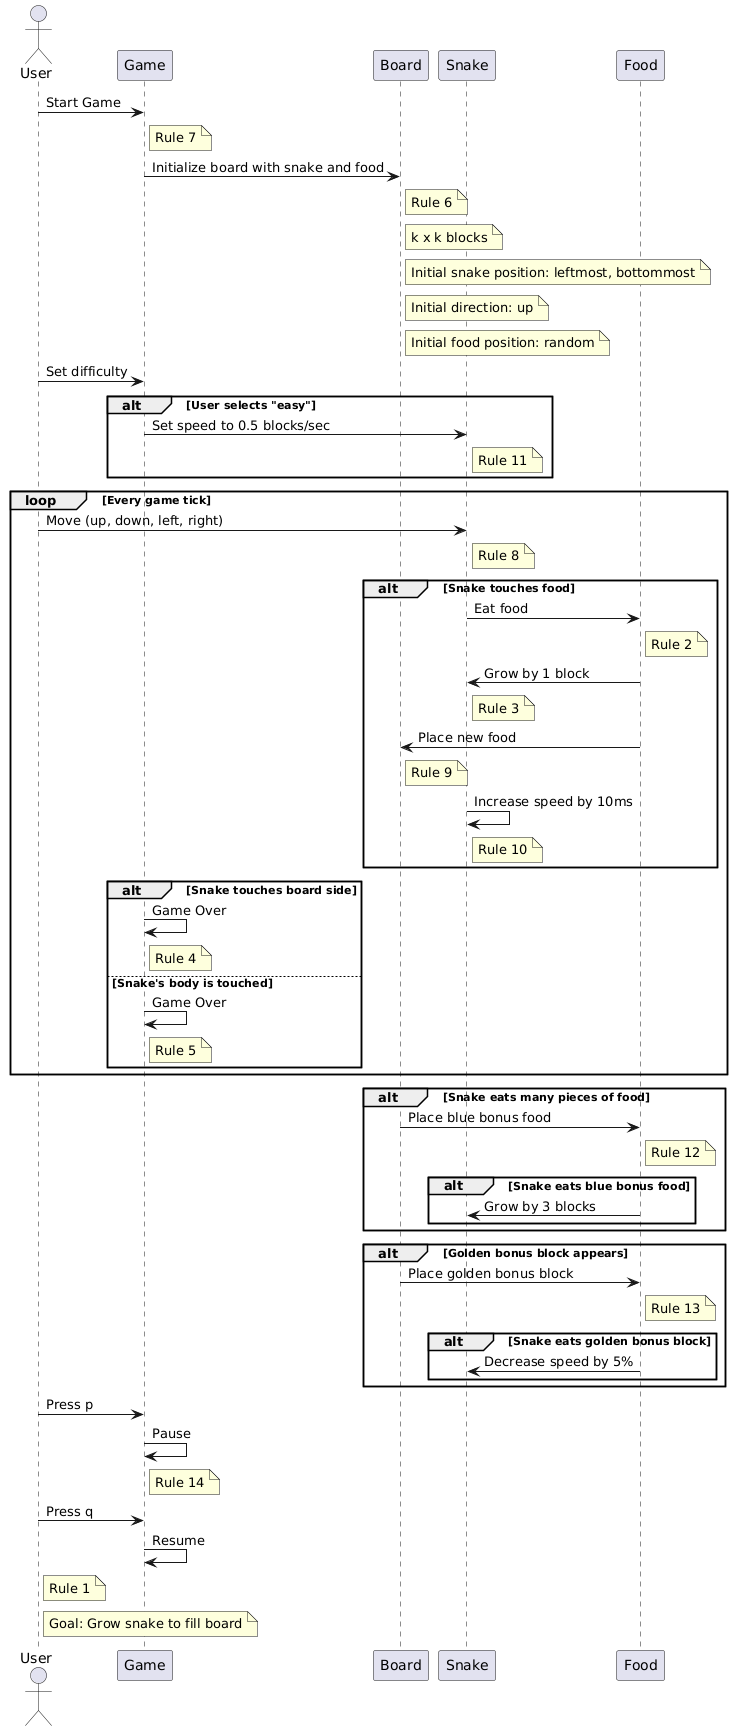 User
Game
Board
Snake
Food
Start Game
Rule 7
Initialize board with snake and food
Rule 6
k x k blocks
Initial snake position: leftmost, bottommost
Initial direction: up
Initial food position: random
Set difficulty
alt
[User selects "easy"]
Set speed to 0.5 blocks/sec
Rule 11
loop
[Every game tick]
Move (up, down, left, right)
Rule 8
alt
[Snake touches food]
Eat food
Rule 2
Grow by 1 block
Rule 3
Place new food
Rule 9
Increase speed by 10ms
Rule 10
alt
[Snake touches board side]
Game Over
Rule 4
[Snake's body is touched]
Game Over
Rule 5
alt
[Snake eats many pieces of food]
Place blue bonus food
Rule 12
alt
[Snake eats blue bonus food]
Grow by 3 blocks
alt
[Golden bonus block appears]
Place golden bonus block
Rule 13
alt
[Snake eats golden bonus block]
Decrease speed by 5%
Press p
Pause
Rule 14
Press q
Resume
Rule 1
Goal: Grow snake to fill board
User
Game
Board
Snake
Food